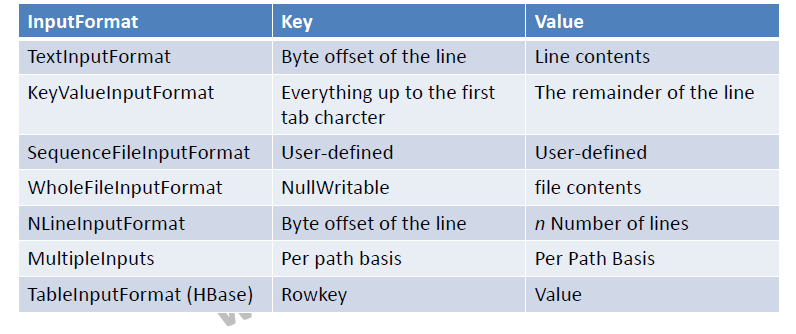 InputFormat Key Value
TextInputFormat Byte offset of the line Line contents
KeyValueInputFormat Everything up to the first The remainder of the line
tab charcter
SequenceFileInputFormat User-defined User-defined
WholeFileInputFormat NullWritable file contents
NLineInputFormat Byte offset of the line n Number of lines
MultipleInputs Per path basis Per Path Basis
TableInputFormat (HBase) Rowkey Value